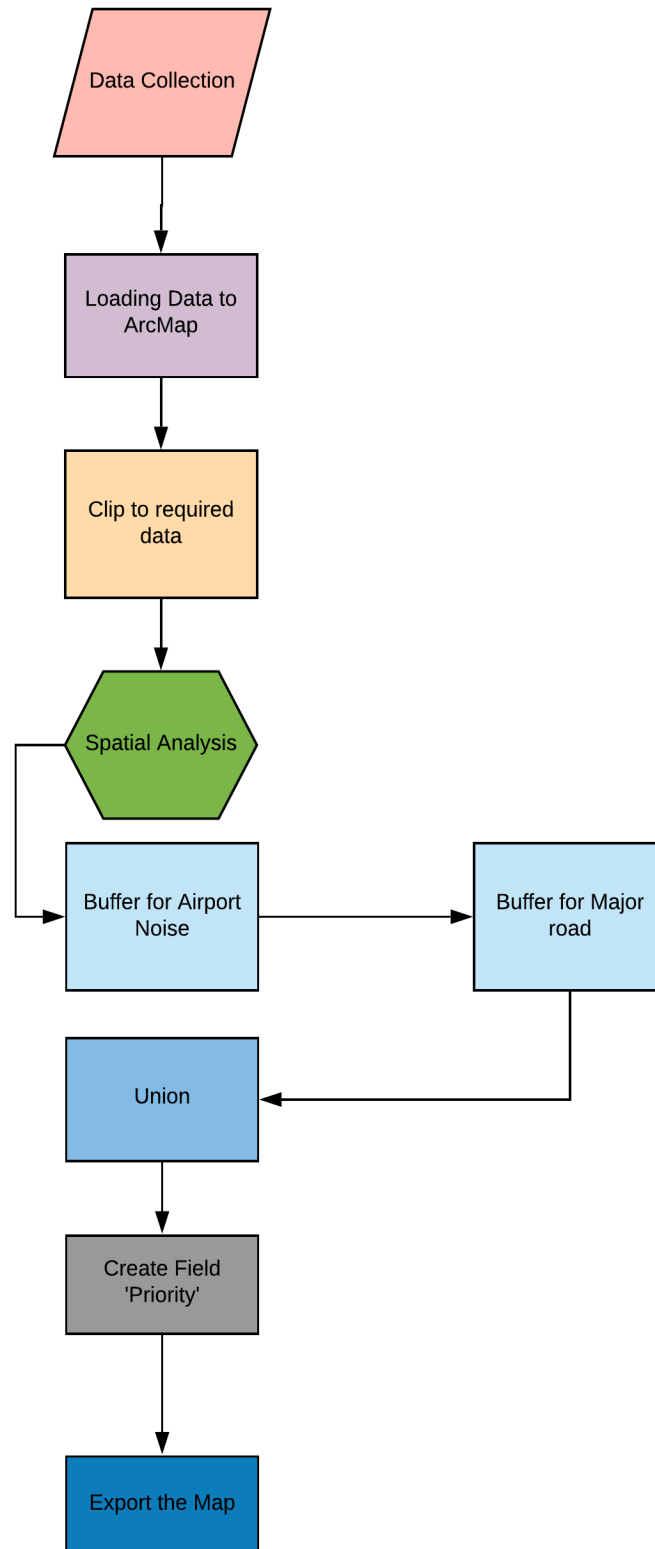 Data Collection
Loading Data to
ArcMap
Clip to required
data
Spatial Analysis
Buffer for Airport
Noise
Buffer for Major
road
Union
Create Field
'Priority'
Export the Map